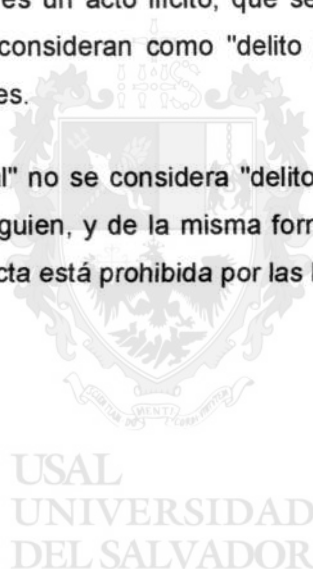 es un acto ilícito, que se
consideran como "delito
es.
l" no se considera "delito
guien, y de la misma forr
cta está prohibida por las
USAL
UNIVERSIDAD
DEL SALVADOR